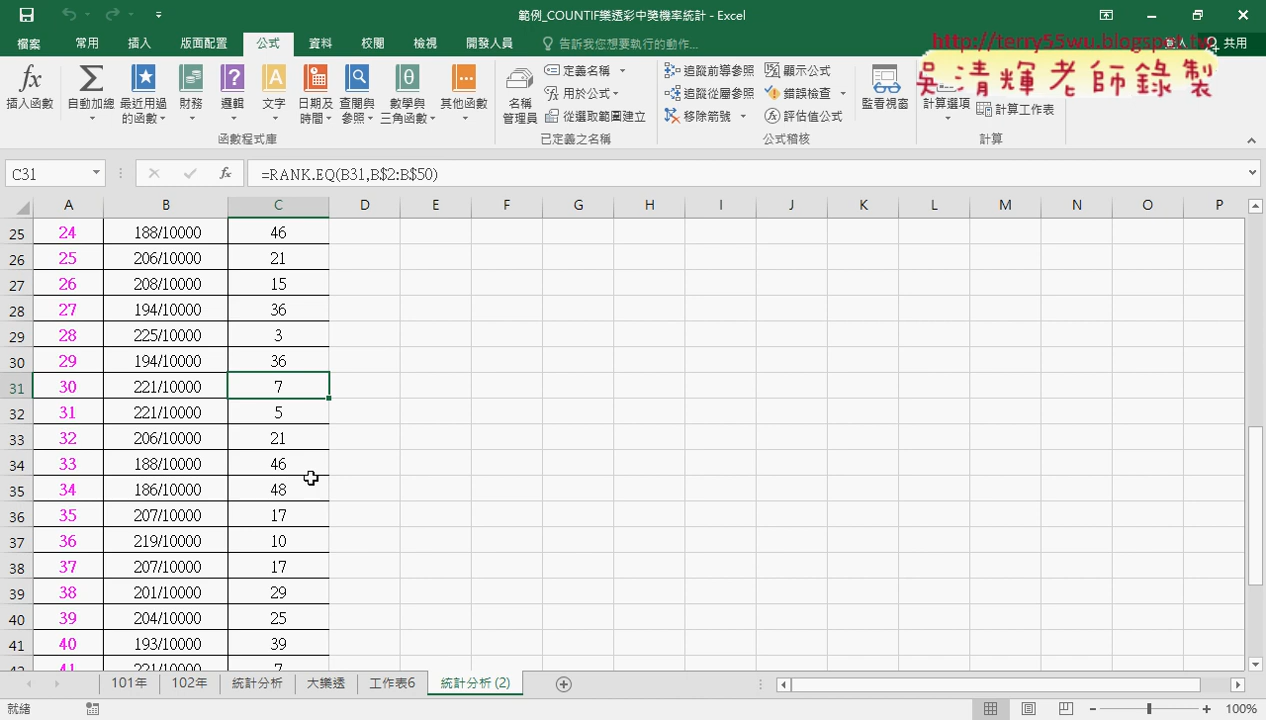 範例_COUNTIF樂透彩中獎機率統計 - Excel
檔案 常用 插入 版面配置 公式 資料 校閱 檢視 開發人員 告訴我您想要執行的動作... 登入 共用
http://terry55wu.blogspot.tw
吳清輝老師錄製
插入函數 自動加總 最近用過的函數 財務 邏輯 文字 日期及時間 查閱與參照 數學與三角函數 其他函數 名稱管理員 定義名稱 用於公式 從選取範圍建立 追蹤前導參照 追蹤從屬參照 移除箭號 顯示公式 錯誤檢查 評估值公式 監看視窗 計算選項 計算工作表
函數程式庫 已定義之名稱 公式稽核 計算
C31 fx =RANK.EQ(B31,B$2:B$50)
A B C D E F G H I J K L M N O P
25 24 188/10000 46
26 25 206/10000 21
27 26 208/10000 15
28 27 194/10000 36
29 28 225/10000 3
30 29 194/10000 36
31 30 221/10000 7
32 31 221/10000 5
33 32 206/10000 21
34 33 188/10000 46
35 34 186/10000 48
36 35 207/10000 17
37 36 219/10000 10
38 37 207/10000 17
39 38 201/10000 29
40 39 204/10000 25
41 40 193/10000 39
42 41 221/10000 7
101年 102年 統計分析 大樂透 工作表6 統計分析 (2)
就緒 100%